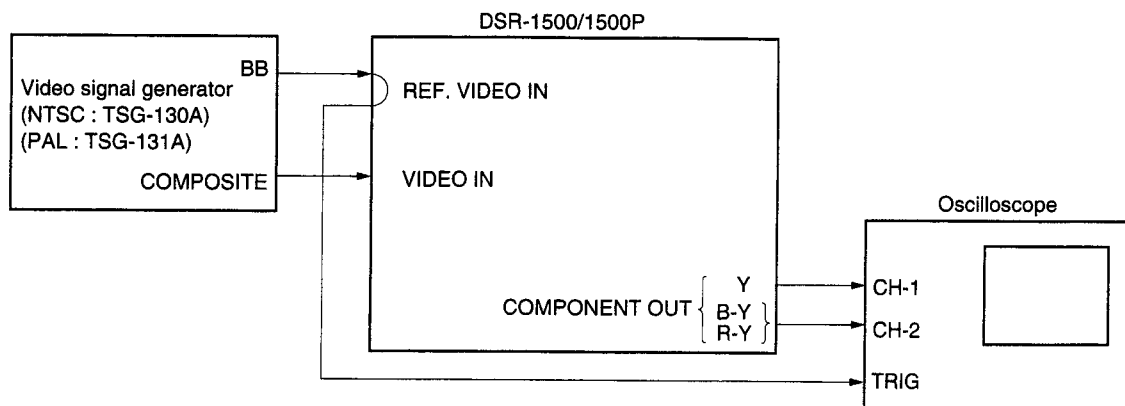 DSR-1500/1500P
BB
Video signal generator
(NTSC : TSG-130A)
(PAL : TSG-131A)
COMPOSITE
REF. VIDEO IN
VIDEO IN
COMPONENT OUT
Y
B-Y
R-Y
Oscilloscope
CH-1
CH-2
TRIG